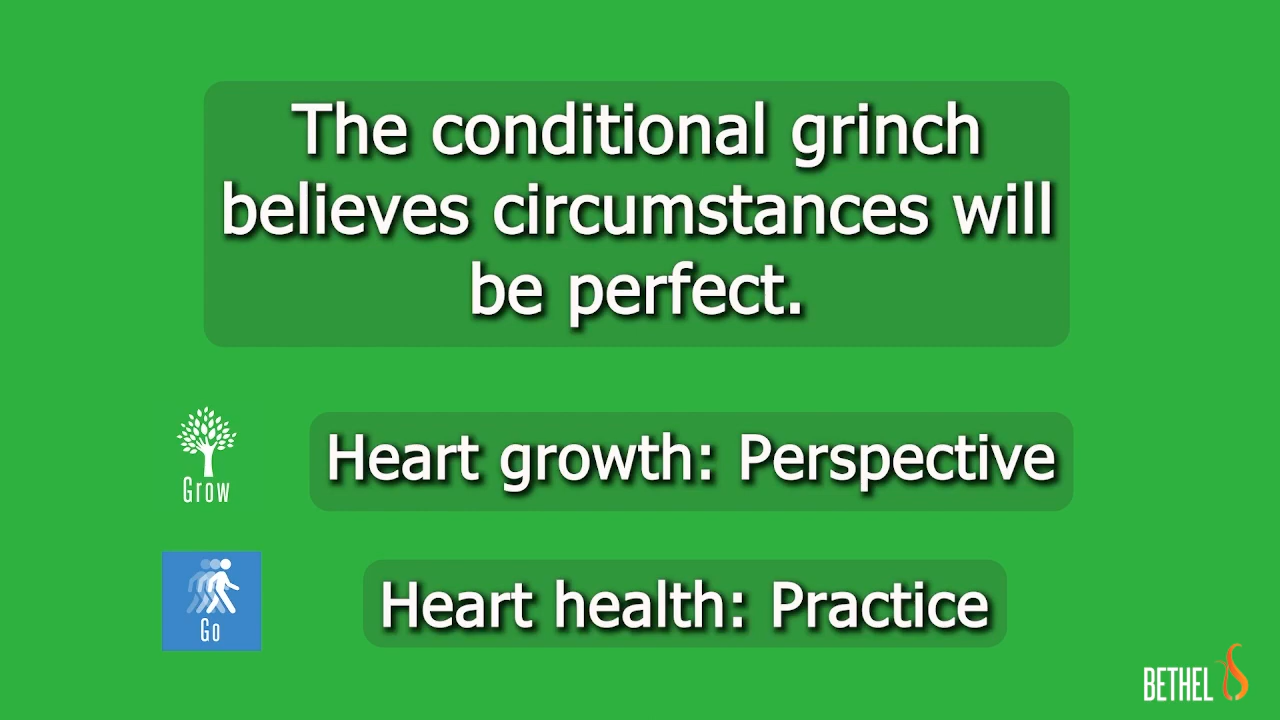 The conditional grinch
believes circumstances will
be perfect.
Grow
Heart growth: Perspective
Go
Heart health: Practice
BETHEL